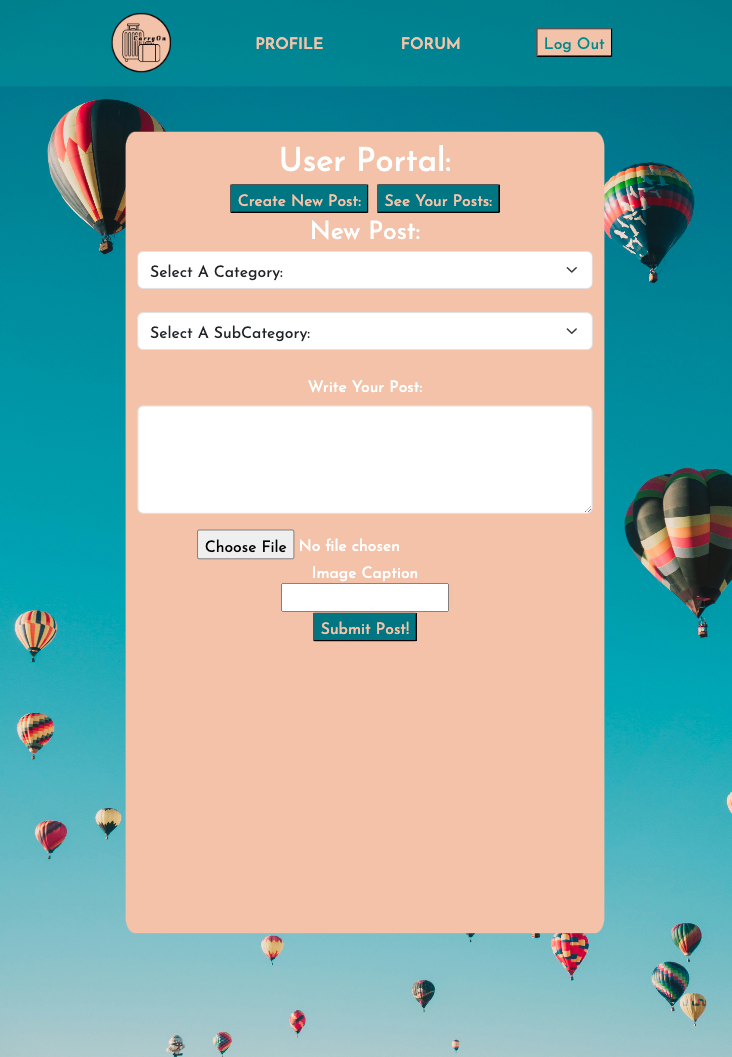 CarryOn
PROFILE FORUM Log Out
User Portal:
Create New Post: See Your Posts:
New Post:
Select A Category:
Select A SubCategory:
Write Your Post:
Choose File No file chosen
Image Caption
Submit Post!